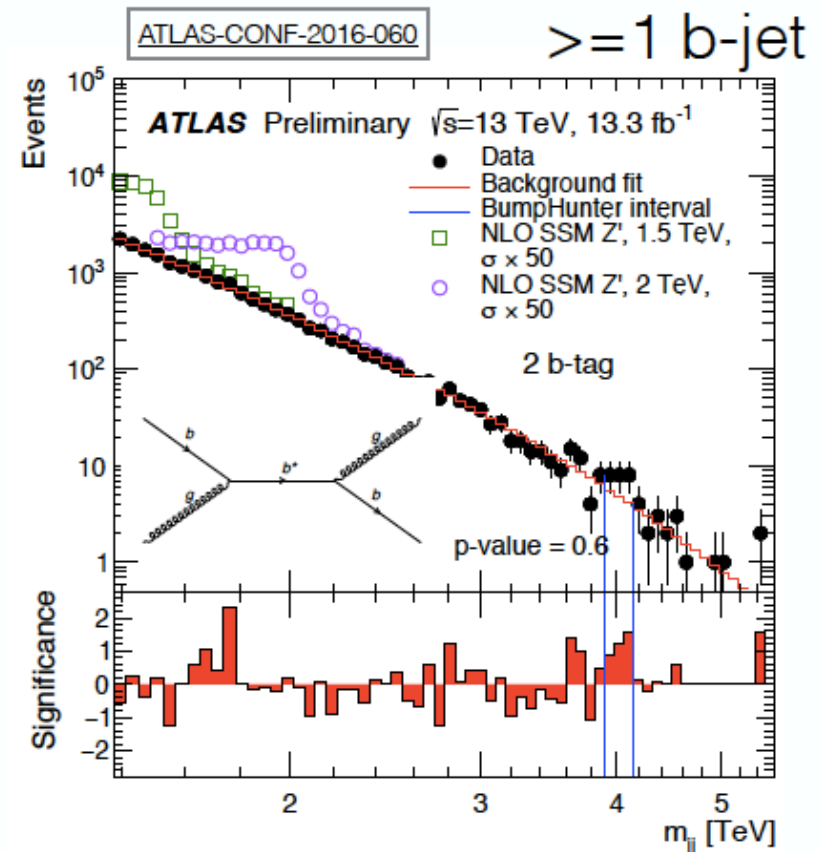 ATLAS-CONF-2016-060
>=1 b-jet
Events
10⁵
10⁴
10³
10²
10
1
ATLAS Preliminary √s=13 TeV, 13.3 fb⁻¹
Data
Background fit
BumpHunter interval
NLO SSM Z', 1.5 TeV,
σ × 50
NLO SSM Z', 2 TeV,
σ × 50
2 b-tag
b
g
b*
g
b
p-value = 0.6
Significance
2
1
0
−1
−2
2 3 4 5
m_jj [TeV]